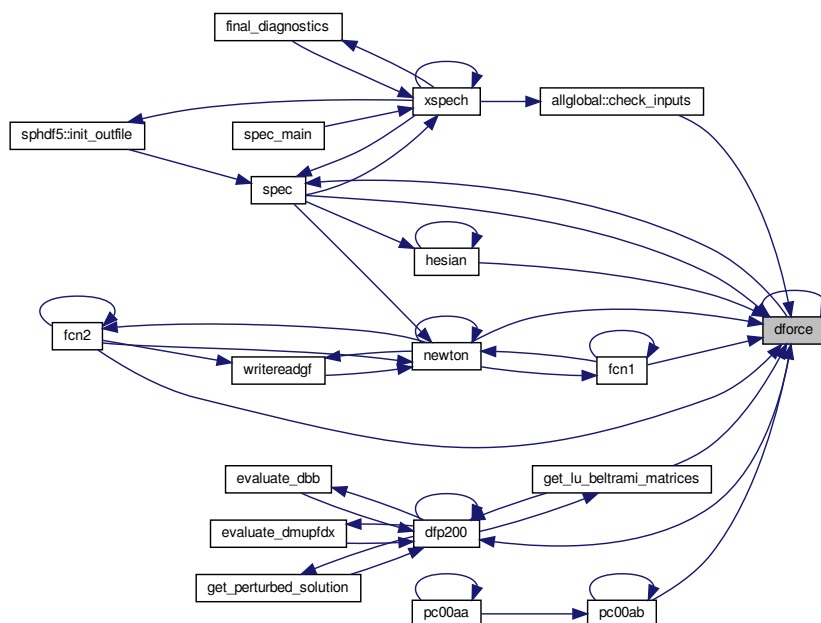 final_diagnostics
xspech
allglobal::check_inputs
sphdf5::init_outfile
spec_main
spec
hesian
dforce
fcn2
newton
writereadgf
fcn1
evaluate_dbb
get_lu_beltrami_matrices
evaluate_dmupfdx
dfp200
get_perturbed_solution
pc00aa
pc00ab